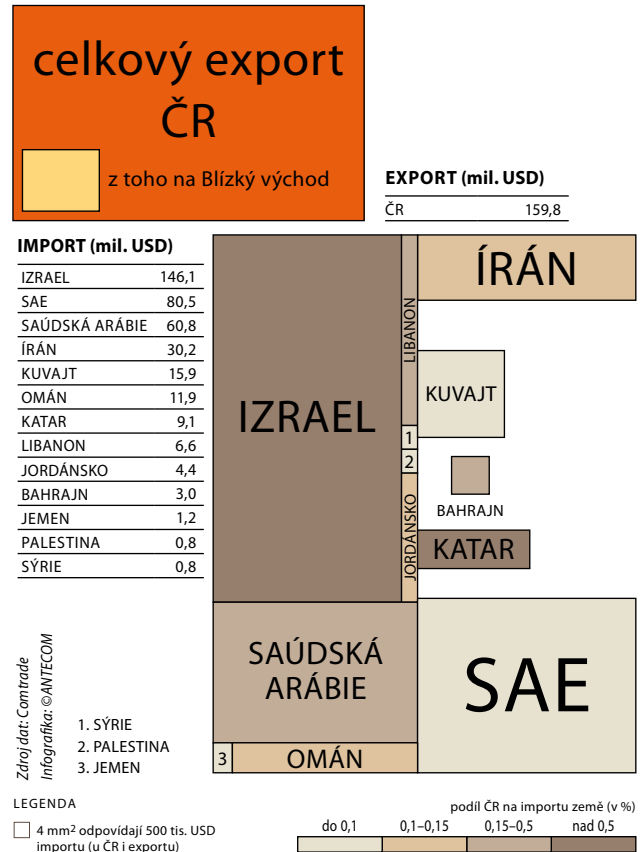 celkový export
ČR
z toho na Blízký východ
EXPORT (mil. USD)
ČR 159,8
IMPORT (mil. USD)
IZRAEL 146,1
SAE 80,5
SAÚDSKÁ ARÁBIE 60,8
ÍRÁN 30,2
KUVAJT 15,9
OMÁN 11,9
KATAR 9,1
LIBANON 6,6
JORDÁNSKO 4,4
BAHRAJN 3,0
JEMEN 1,2
PALESTINA 0,8
SÝRIE 0,8
IZRAEL
LIBANON
1
2
JORDÁNSKO
ÍRÁN
KUVAJT
BAHRAJN
KATAR
SAÚDSKÁ
ARÁBIE
SAE
3
OMÁN
Zdroj dat: Comtrade
Infografika: ©ANTECOM
1. SÝRIE
2. PALESTINA
3. JEMEN
LEGENDA
4 mm² odpovídají 500 tis. USD
importu (u ČR i exportu)
podíl ČR na importu země (v %)
do 0,1 0,1–0,15 0,15–0,5 nad 0,5